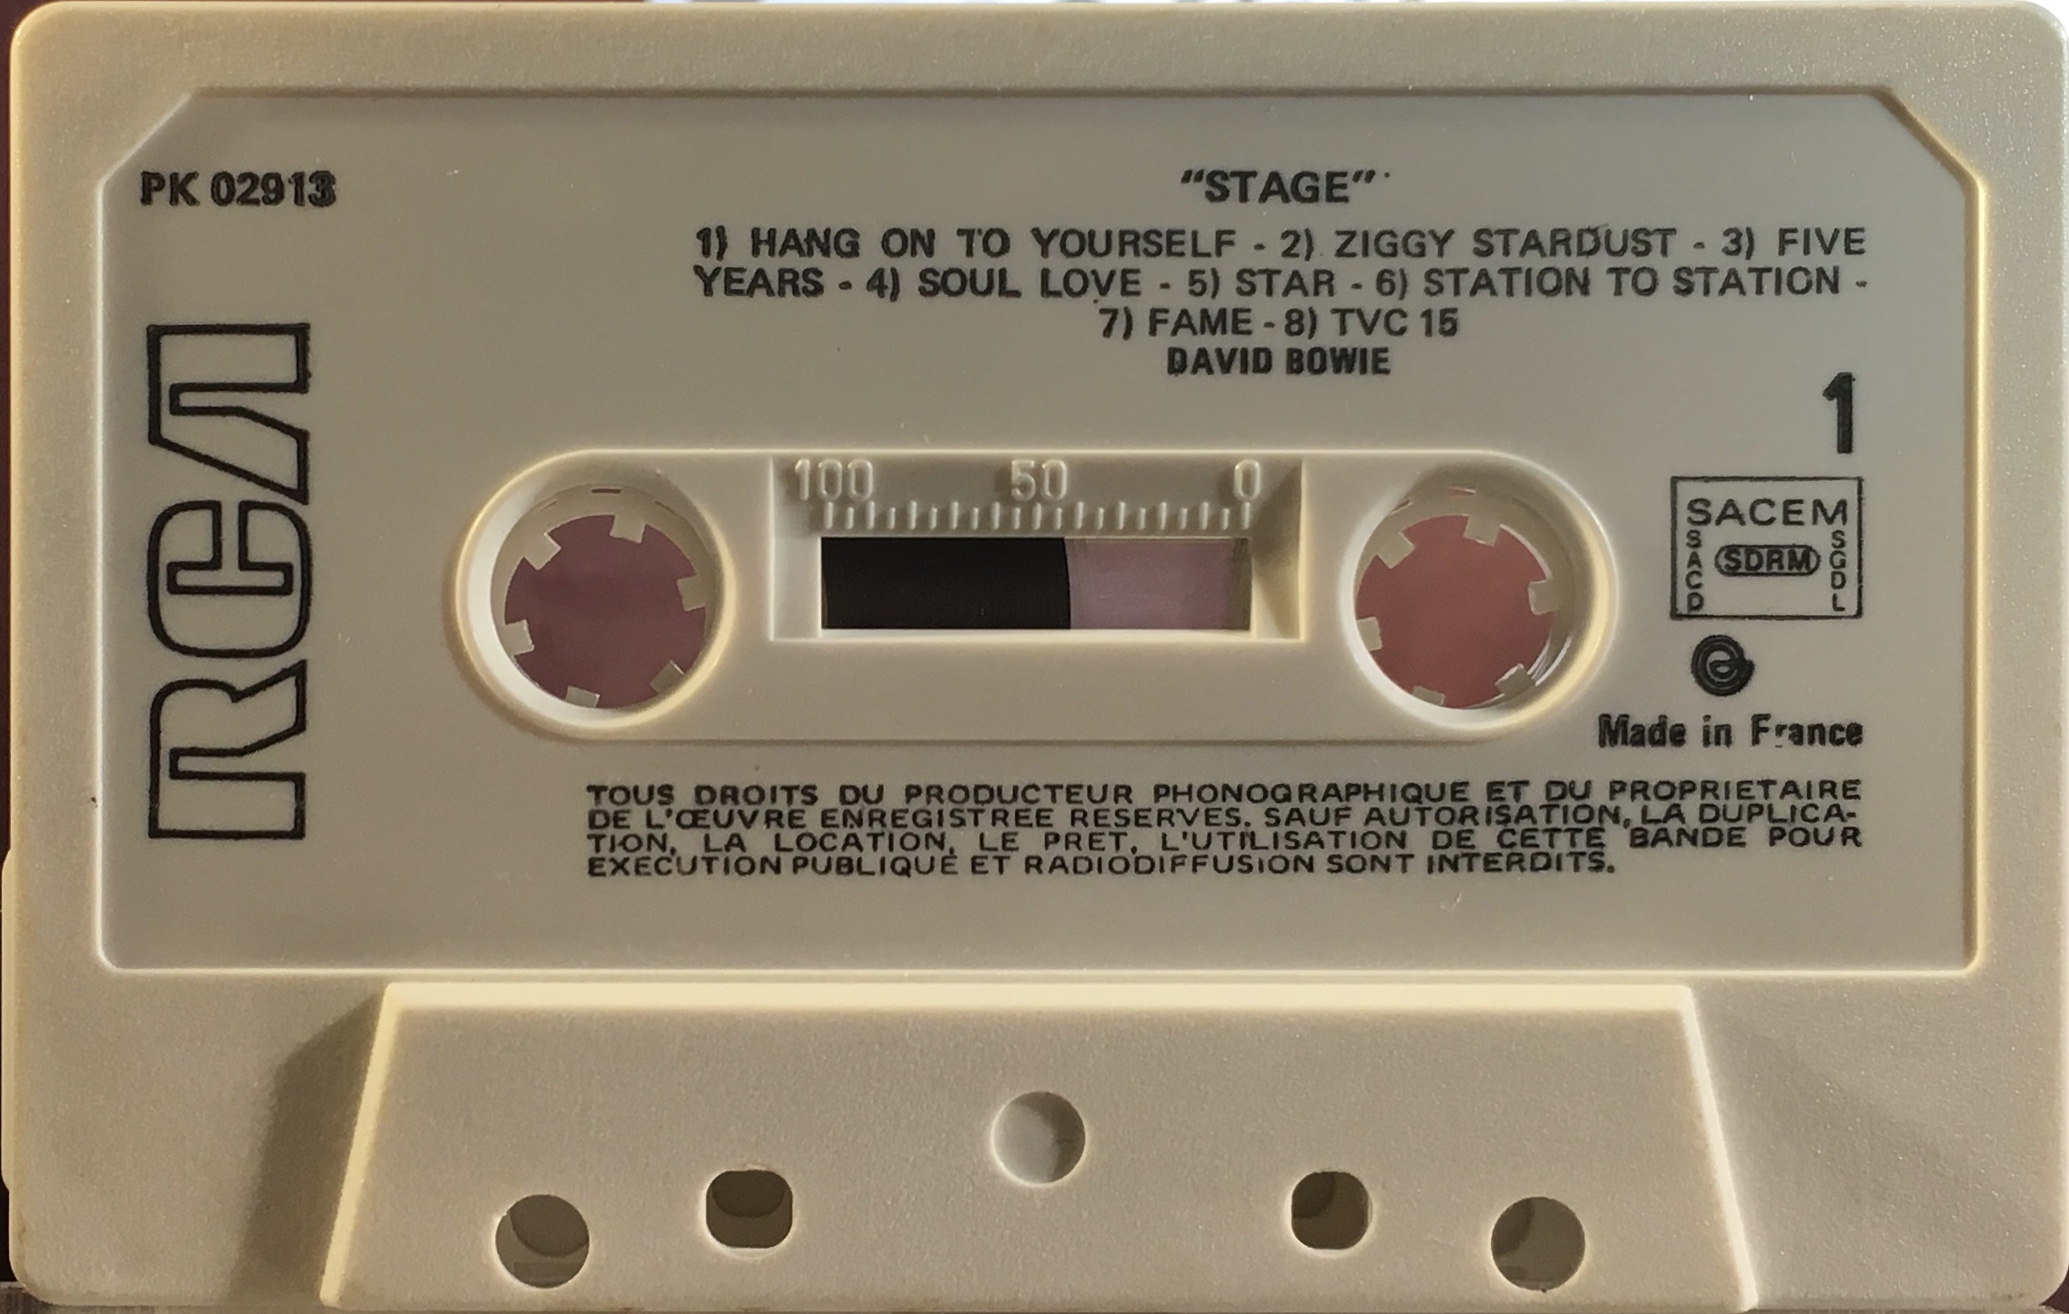 PK 02913
"STAGE"
1) HANG ON TO YOURSELF - 2) ZIGGY STARDUST - 3) FIVE
YEARS - 4) SOUL LOVE - 5) STAR - 6) STATION TO STATION -
7) FAME - 8) TVC 15
DAVID BOWIE
1
RCA
100 50 0
SACEM
SACD
SDRM
SGDL
Made in France
TOUS DROITS DU PRODUCTEUR PHONOGRAPHIQUE ET DU PROPRIETAIRE
DE L'ŒUVRE ENREGISTREE RESERVES. SAUF AUTORISATION, LA DUPLICA-
TION, LA LOCATION, LE PRET, L'UTILISATION DE CETTE BANDE POUR
EXECUTION PUBLIQUE ET RADIODIFFUSION SONT INTERDITS.